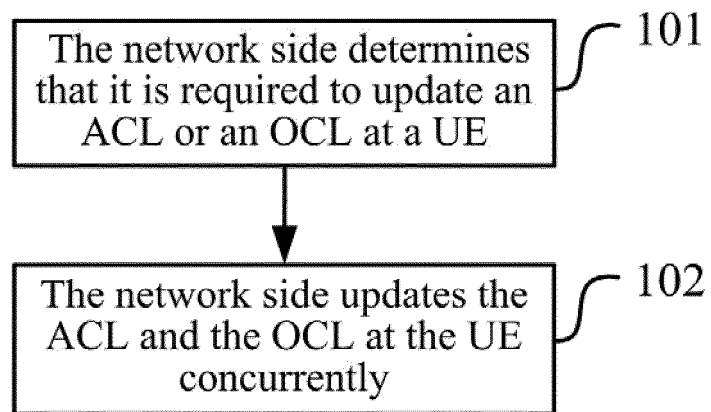 The network side determines
that it is required to update an
ACL or an OCL at a UE
101
The network side updates the
ACL and the OCL at the UE
concurrently
102